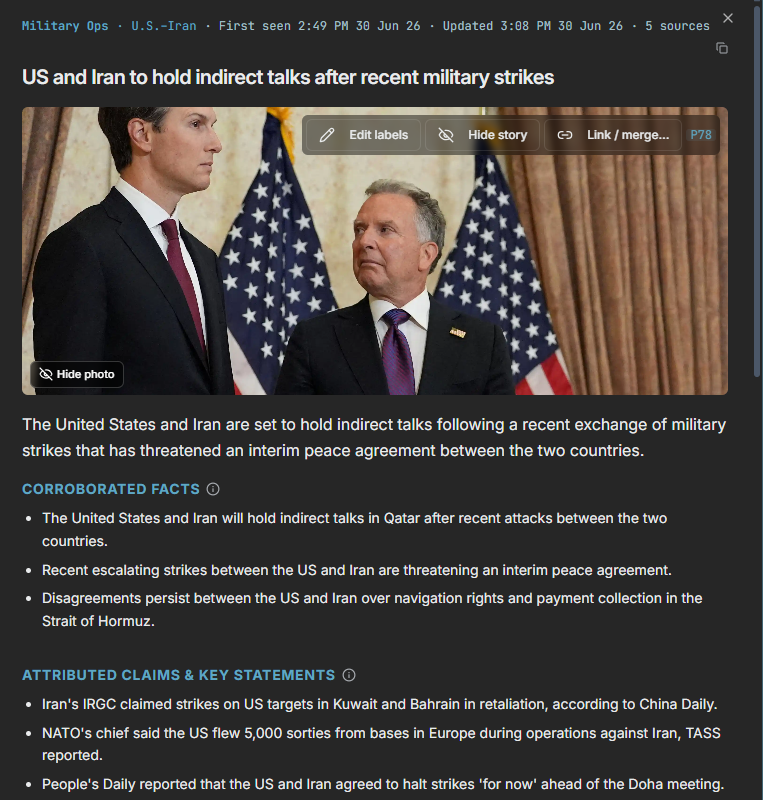 Military Ops · U.S.–Iran · First seen 2:49 PM 30 Jun 26 · Updated 3:08 PM 30 Jun 26 · 5 sources
US and Iran to hold indirect talks after recent military strikes
Edit labels Hide story Link / merge... P78
Hide photo
The United States and Iran are set to hold indirect talks following a recent exchange of military
strikes that has threatened an interim peace agreement between the two countries.
CORROBORATED FACTS
• The United States and Iran will hold indirect talks in Qatar after recent attacks between the two
countries.
• Recent escalating strikes between the US and Iran are threatening an interim peace agreement.
• Disagreements persist between the US and Iran over navigation rights and payment collection in the
Strait of Hormuz.
ATTRIBUTED CLAIMS & KEY STATEMENTS
• Iran's IRGC claimed strikes on US targets in Kuwait and Bahrain in retaliation, according to China Daily.
• NATO's chief said the US flew 5,000 sorties from bases in Europe during operations against Iran, TASS
reported.
• People's Daily reported that the US and Iran agreed to halt strikes 'for now' ahead of the Doha meeting.